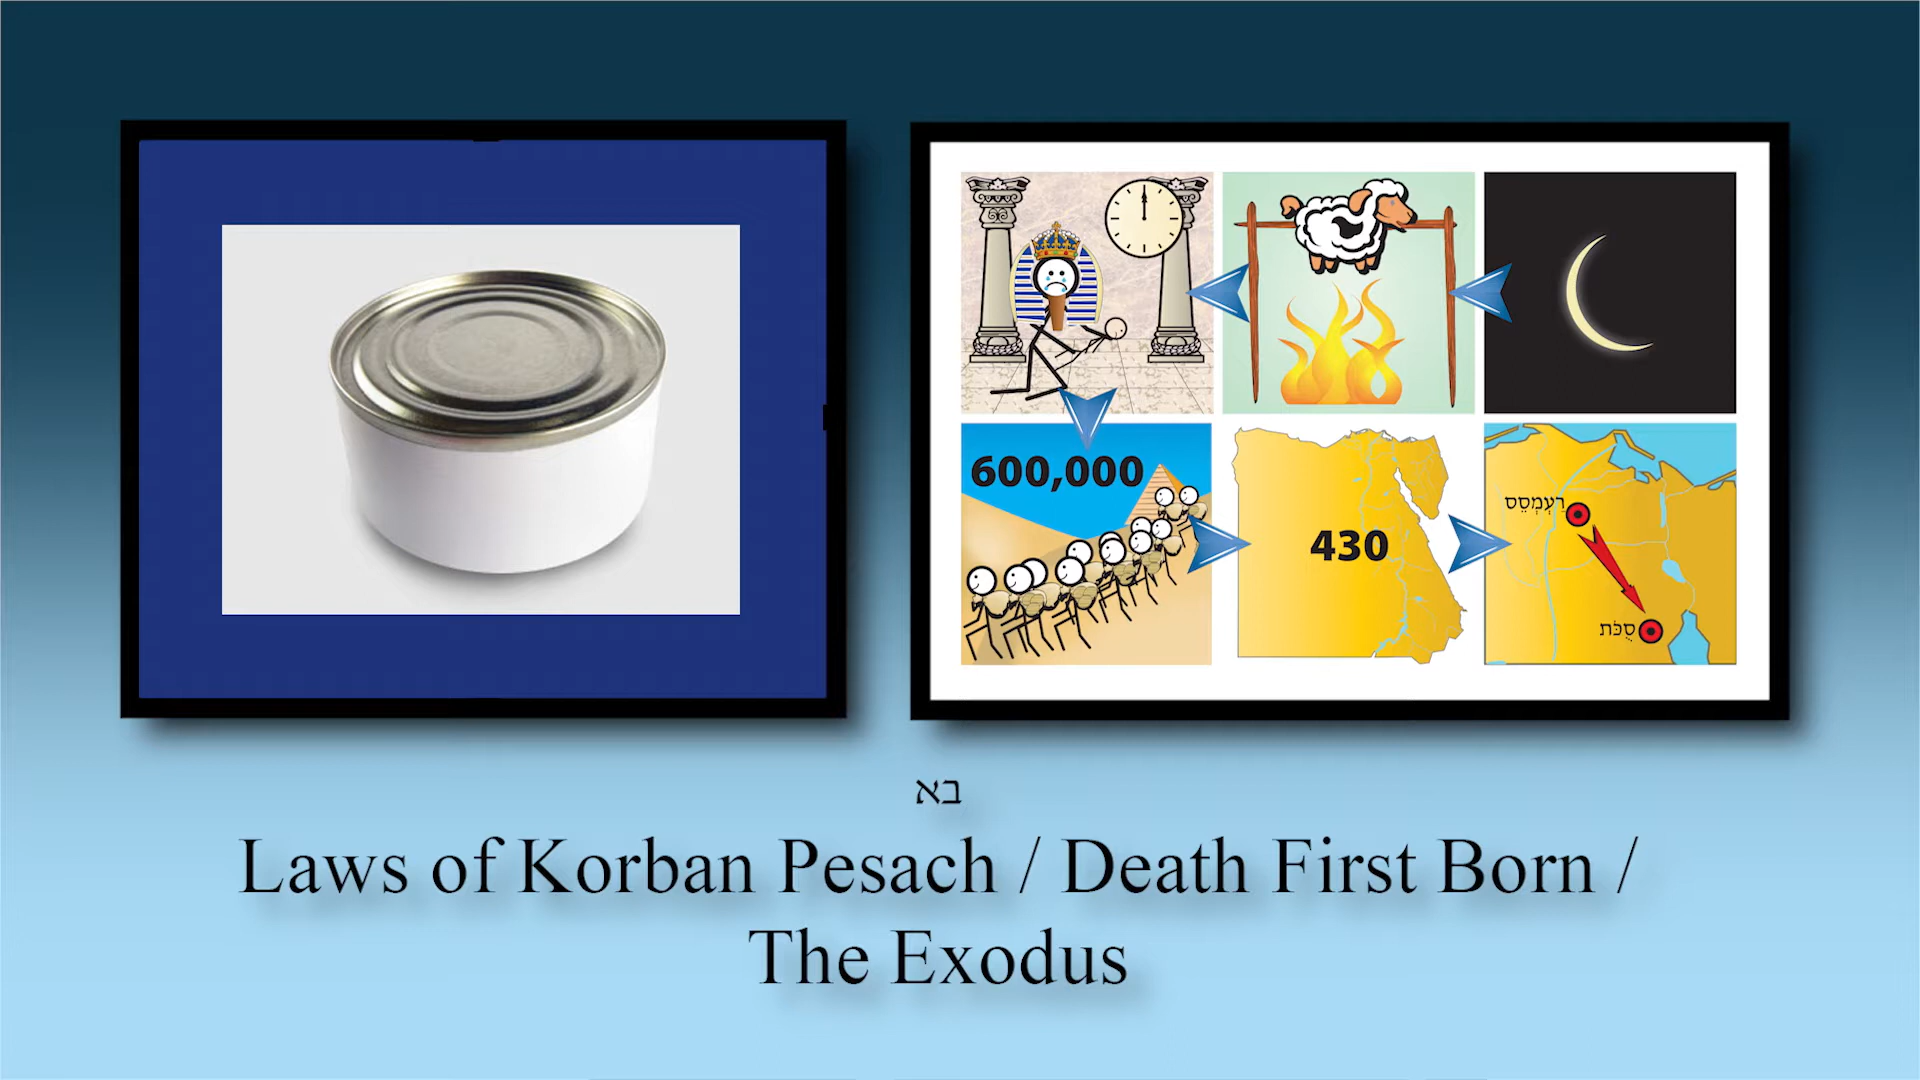 600,000
430
רַעְמְסֵס
סֻכֹּת
בא
Laws of Korban Pesach / Death First Born /
The Exodus